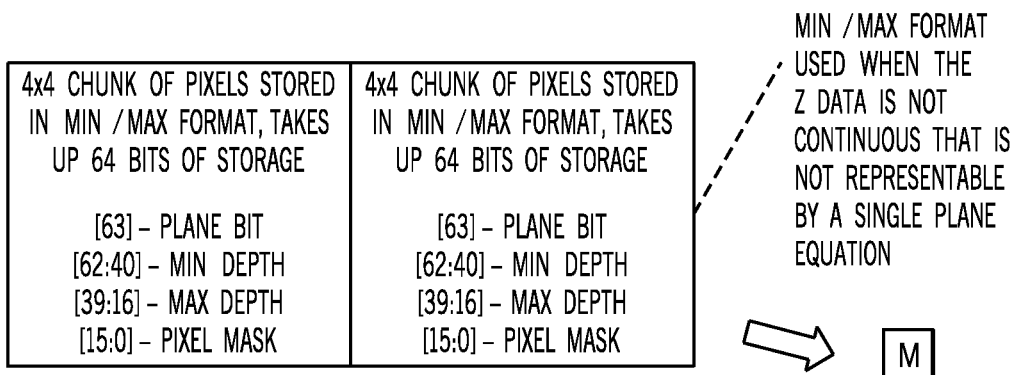 4x4 CHUNK OF PIXELS STORED
IN MIN /MAX FORMAT, TAKES
UP 64 BITS OF STORAGE
[63] – PLANE BIT
[62:40] – MIN DEPTH
[39:16] – MAX DEPTH
[15:0] – PIXEL MASK
4x4 CHUNK OF PIXELS STORED
IN MIN /MAX FORMAT, TAKES
UP 64 BITS OF STORAGE
[63] – PLANE BIT
[62:40] – MIN DEPTH
[39:16] – MAX DEPTH
[15:0] – PIXEL MASK
MIN /MAX FORMAT
USED WHEN THE
Z DATA IS NOT
CONTINUOUS THAT IS
NOT REPRESENTABLE
BY A SINGLE PLANE
EQUATION
M